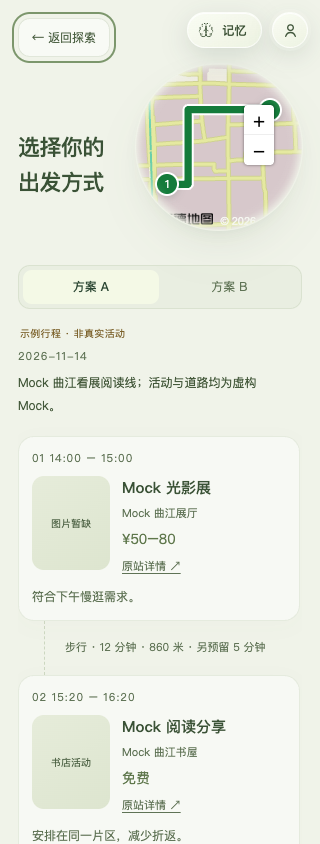 ← 返回探索
记忆
选择你的
出发方式
+
−
1
地图 © 2026
方案 A
方案 B
示例行程 · 非真实活动
2026-11-14
Mock 曲江看展阅读线；活动与道路均为虚构
Mock。
01 14:00 — 15:00
图片暂缺
Mock 光影展
Mock 曲江展厅
¥50—80
原站详情 ↗
符合下午慢逛需求。
步行 · 12 分钟 · 860 米 · 另预留 5 分钟
02 15:20 — 16:20
书店活动
Mock 阅读分享
Mock 曲江书屋
免费
原站详情 ↗
安排在同一片区，减少折返。